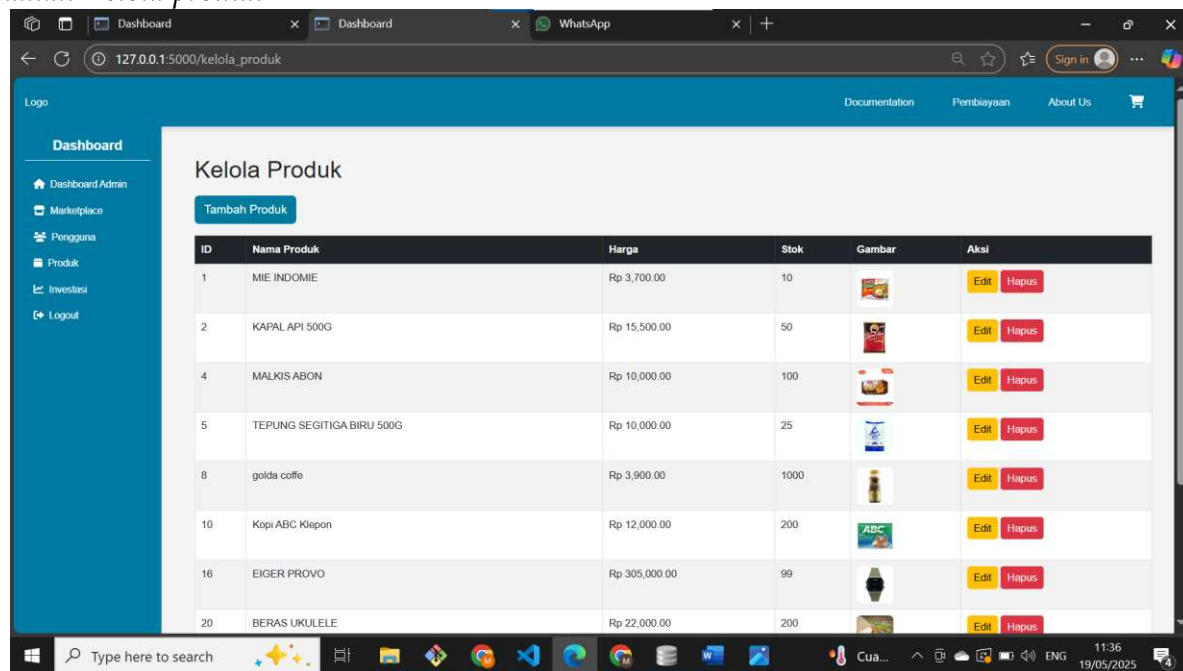 Dashboard
Dashboard
WhatsApp
127.0.0.1:5000/kelola_produk
Sign in
Logo
Documentation
Pembiayaan
About Us
Dashboard
Dashboard Admin
Marketplace
Pengguna
Produk
Investasi
Logout
Kelola Produk
Tambah Produk
ID Nama Produk Harga Stok Gambar Aksi
1 MIE INDOMIE Rp 3,700.00 10 Edit Hapus
2 KAPAL API 500G Rp 15,500.00 50 Edit Hapus
4 MALKIS ABON Rp 10,000.00 100 Edit Hapus
5 TEPUNG SEGITIGA BIRU 500G Rp 10,000.00 25 Edit Hapus
8 golda coffe Rp 3,900.00 1000 Edit Hapus
10 Kopi ABC Klepon Rp 12,000.00 200 ABC Edit Hapus
16 EIGER PROVO Rp 305,000.00 99 Edit Hapus
20 BERAS UKULELE Rp 22,000.00 200 Edit Hapus
Type here to search
Cua...
ENG
11:36
19/05/2025
4